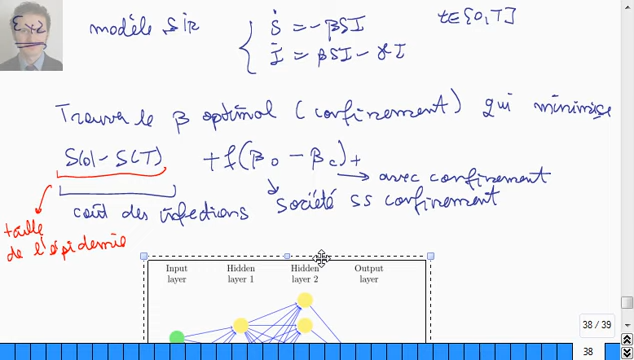 modèle SIR
Ṡ = -βSI
t∈[0,T]
İ = βSI - γI
Trouver le β optimal (confinement) qui minimise
S(0) - S(T) + f(β₀ - βc)₊
avec confinement
société ss confinement
coût des infections
taille
de l'épidémie
Input layer
Hidden layer 1
Hidden layer 2
Output layer
38 / 39
38